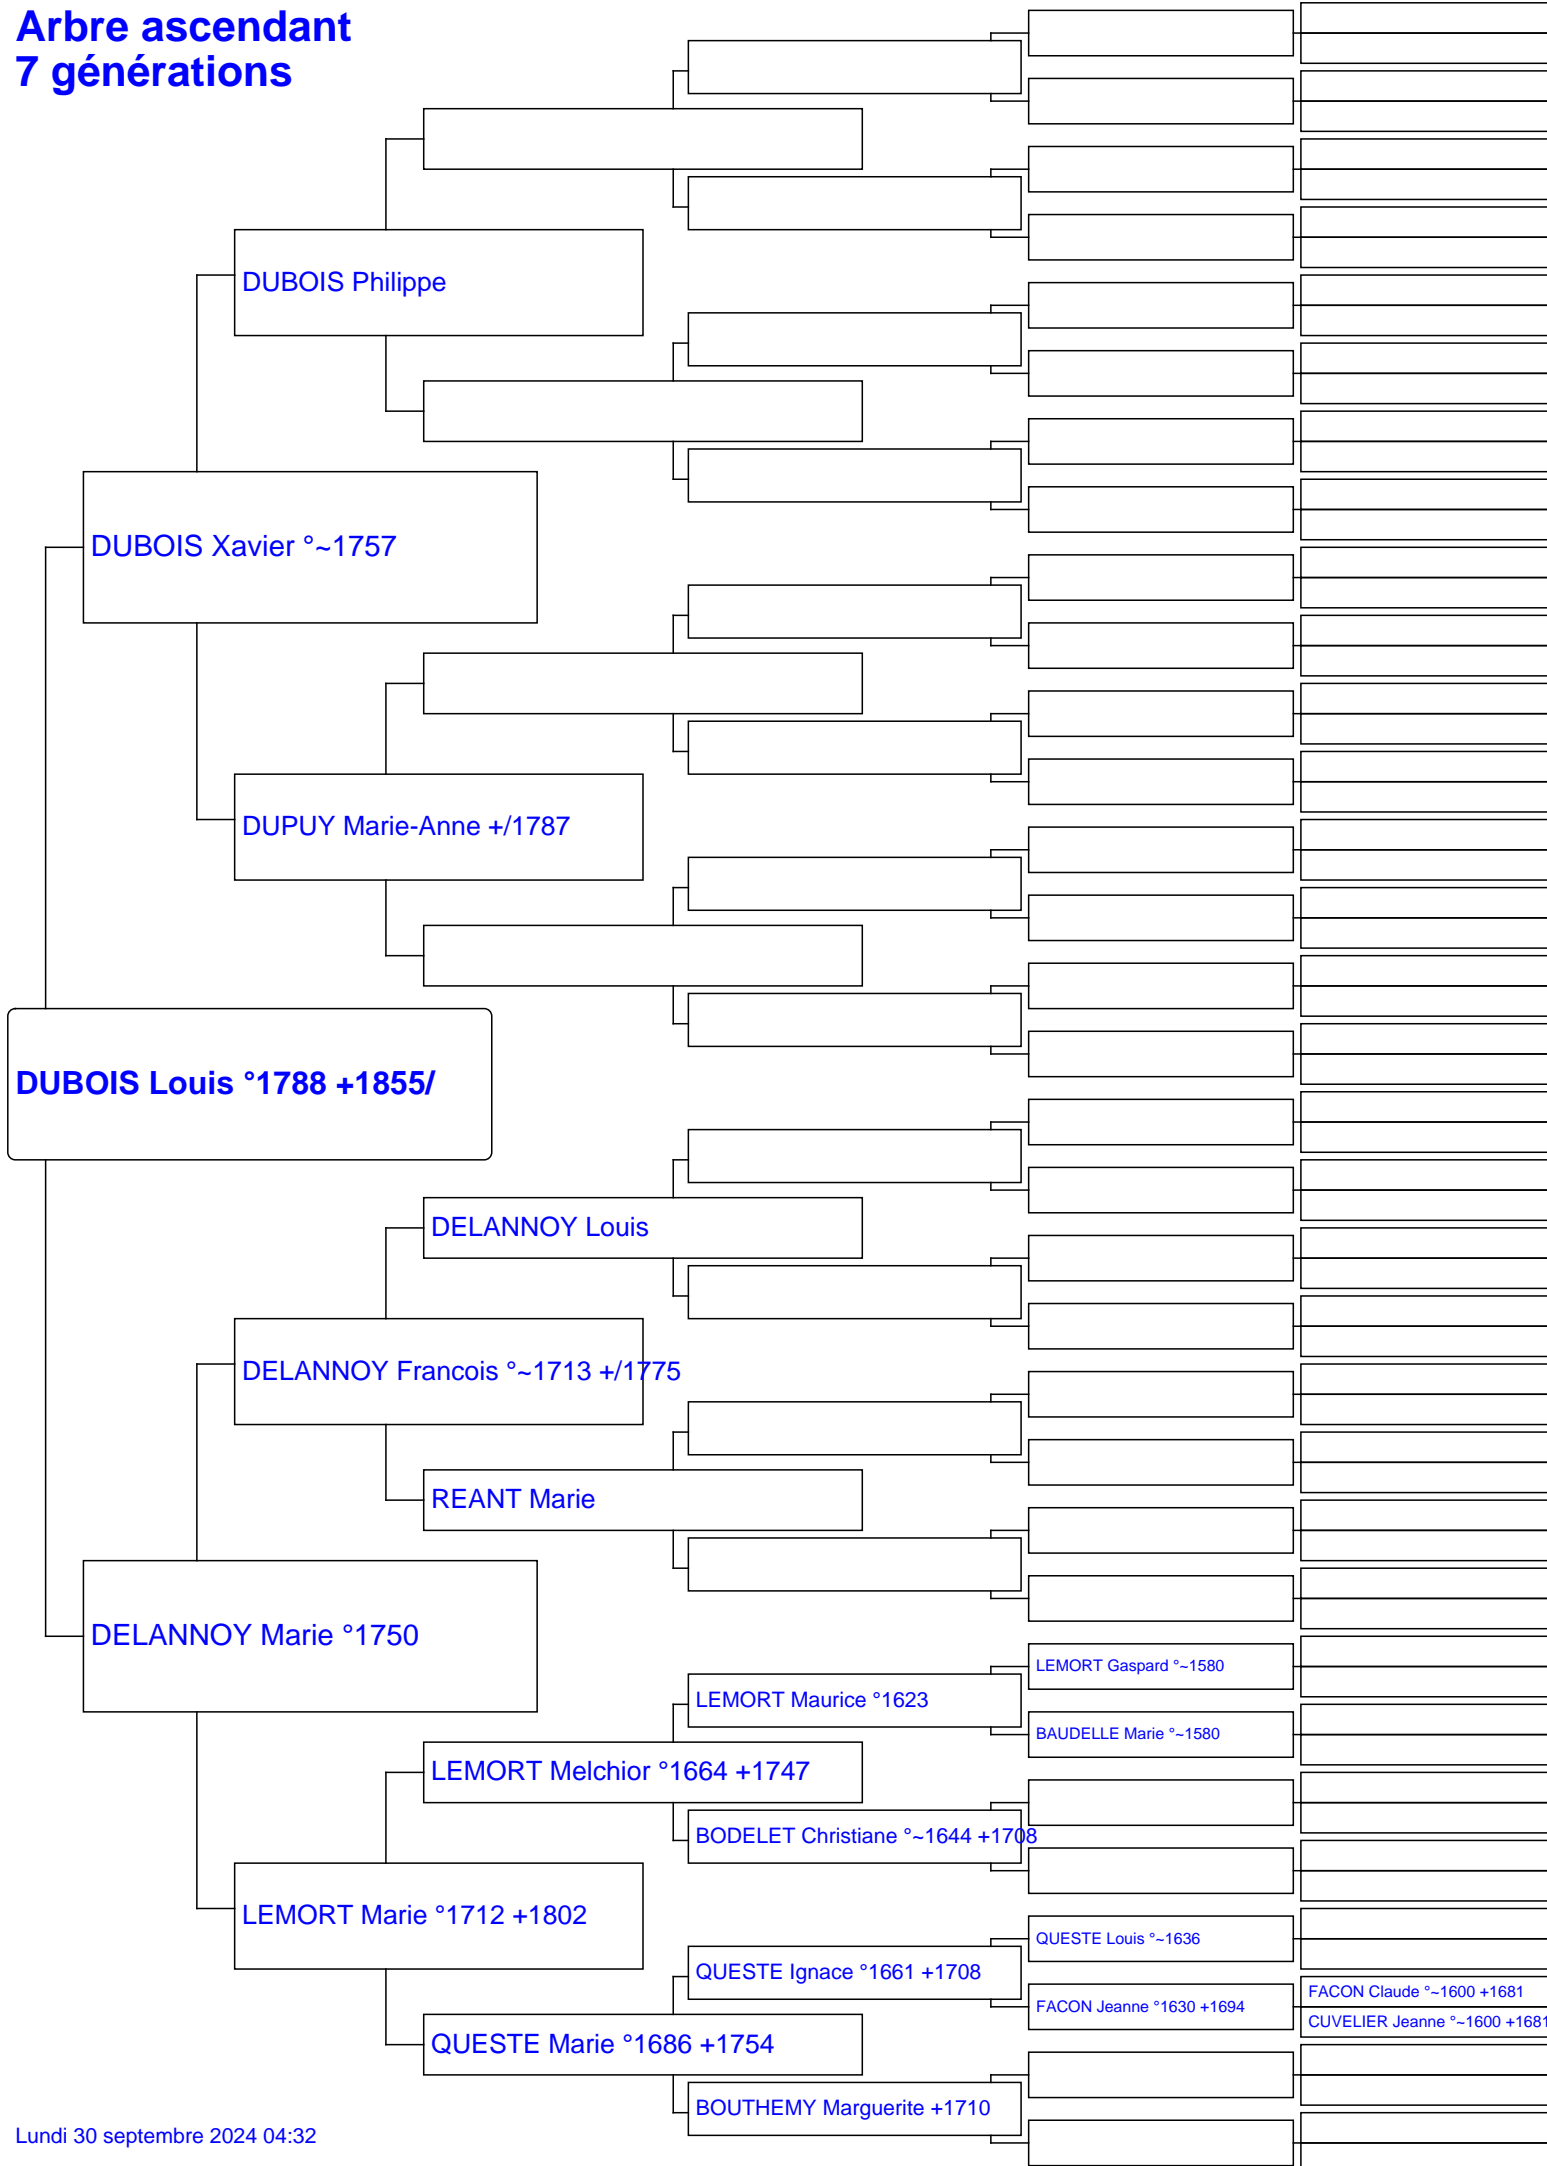 Arbre ascendant
7 générations
DUBOIS Philippe
DUBOIS Xavier °~1757
DUPUY Marie-Anne +/1787
DUBOIS Louis °1788 +1855/
DELANNOY Louis
DELANNOY Francois °~1713 +/1775
REANT Marie
DELANNOY Marie °1750
LEMORT Gaspard °~1580
LEMORT Maurice °1623
BAUDELLE Marie °~1580
LEMORT Melchior °1664 +1747
BODELET Christiane °~1644 +1708
LEMORT Marie °1712 +1802
QUESTE Louis °~1636
QUESTE Ignace °1661 +1708
FACON Claude °~1600 +1681
FACON Jeanne °1630 +1694
CUVELIER Jeanne °~1600 +1681
QUESTE Marie °1686 +1754
BOUTHEMY Marguerite +1710
Lundi 30 septembre 2024 04:32